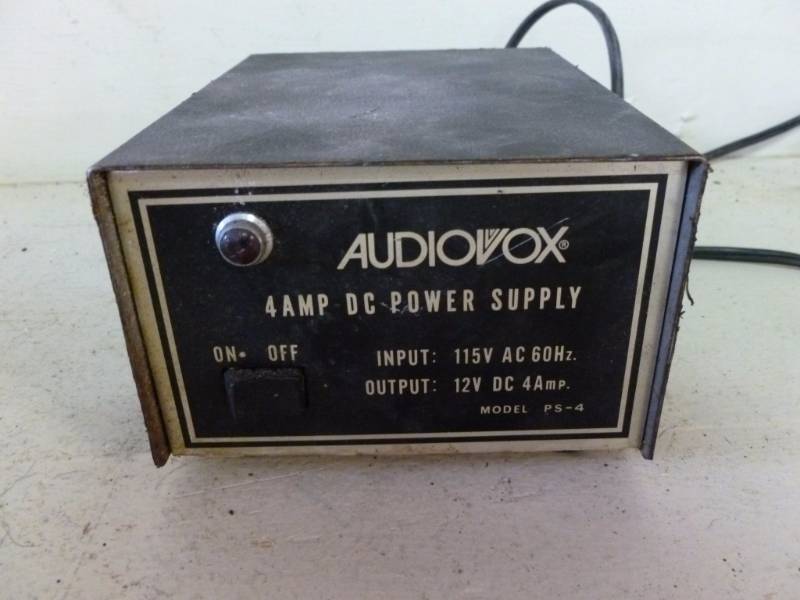 AUDIOVOX®
4AMP DC POWER SUPPLY
ON• OFF
INPUT: 115V AC 60Hz.
OUTPUT: 12V DC 4Amp.
MODEL PS-4